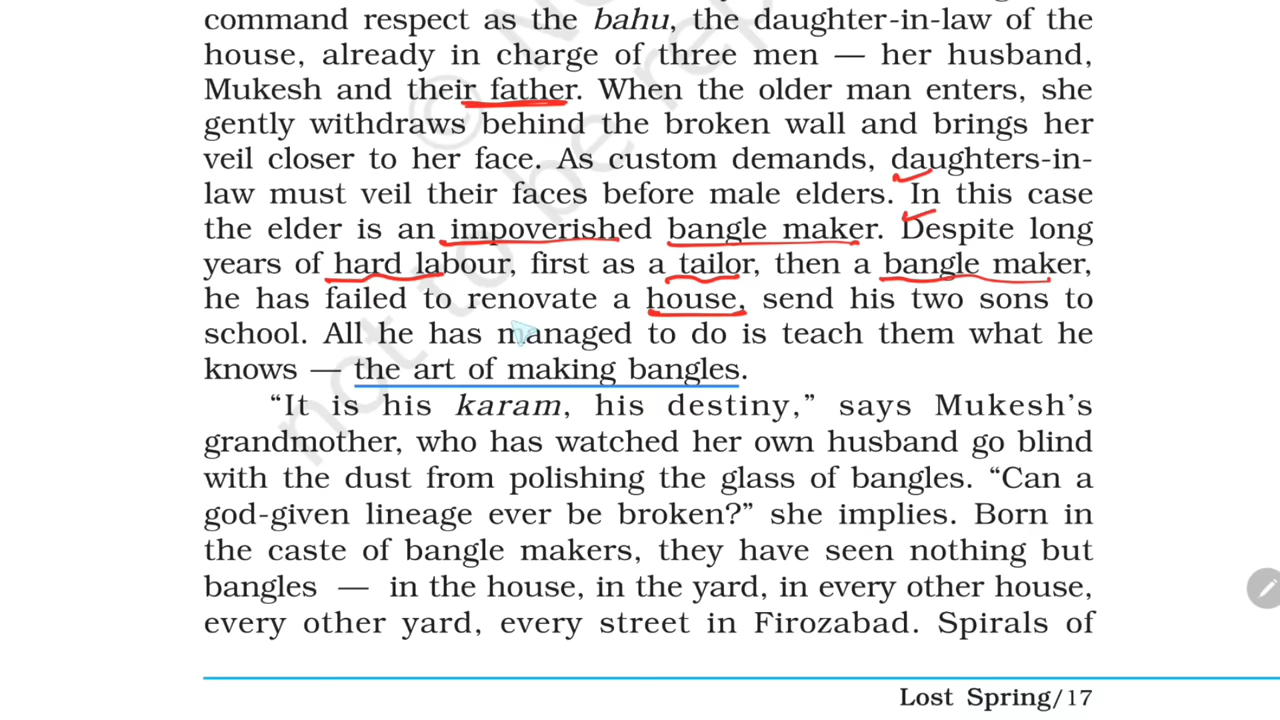 command respect as the bahu, the daughter-in-law of the
house, already in charge of three men — her husband,
Mukesh and their father. When the older man enters, she
gently withdraws behind the broken wall and brings her
veil closer to her face. As custom demands, daughters-in-
law must veil their faces before male elders. In this case
the elder is an impoverished bangle maker. Despite long
years of hard labour, first as a tailor, then a bangle maker,
he has failed to renovate a house, send his two sons to
school. All he has managed to do is teach them what he
knows — the art of making bangles.
“It is his karam, his destiny,” says Mukesh’s
grandmother, who has watched her own husband go blind
with the dust from polishing the glass of bangles. “Can a
god-given lineage ever be broken?” she implies. Born in
the caste of bangle makers, they have seen nothing but
bangles — in the house, in the yard, in every other house,
every other yard, every street in Firozabad. Spirals of
Lost Spring/17
not to be rep